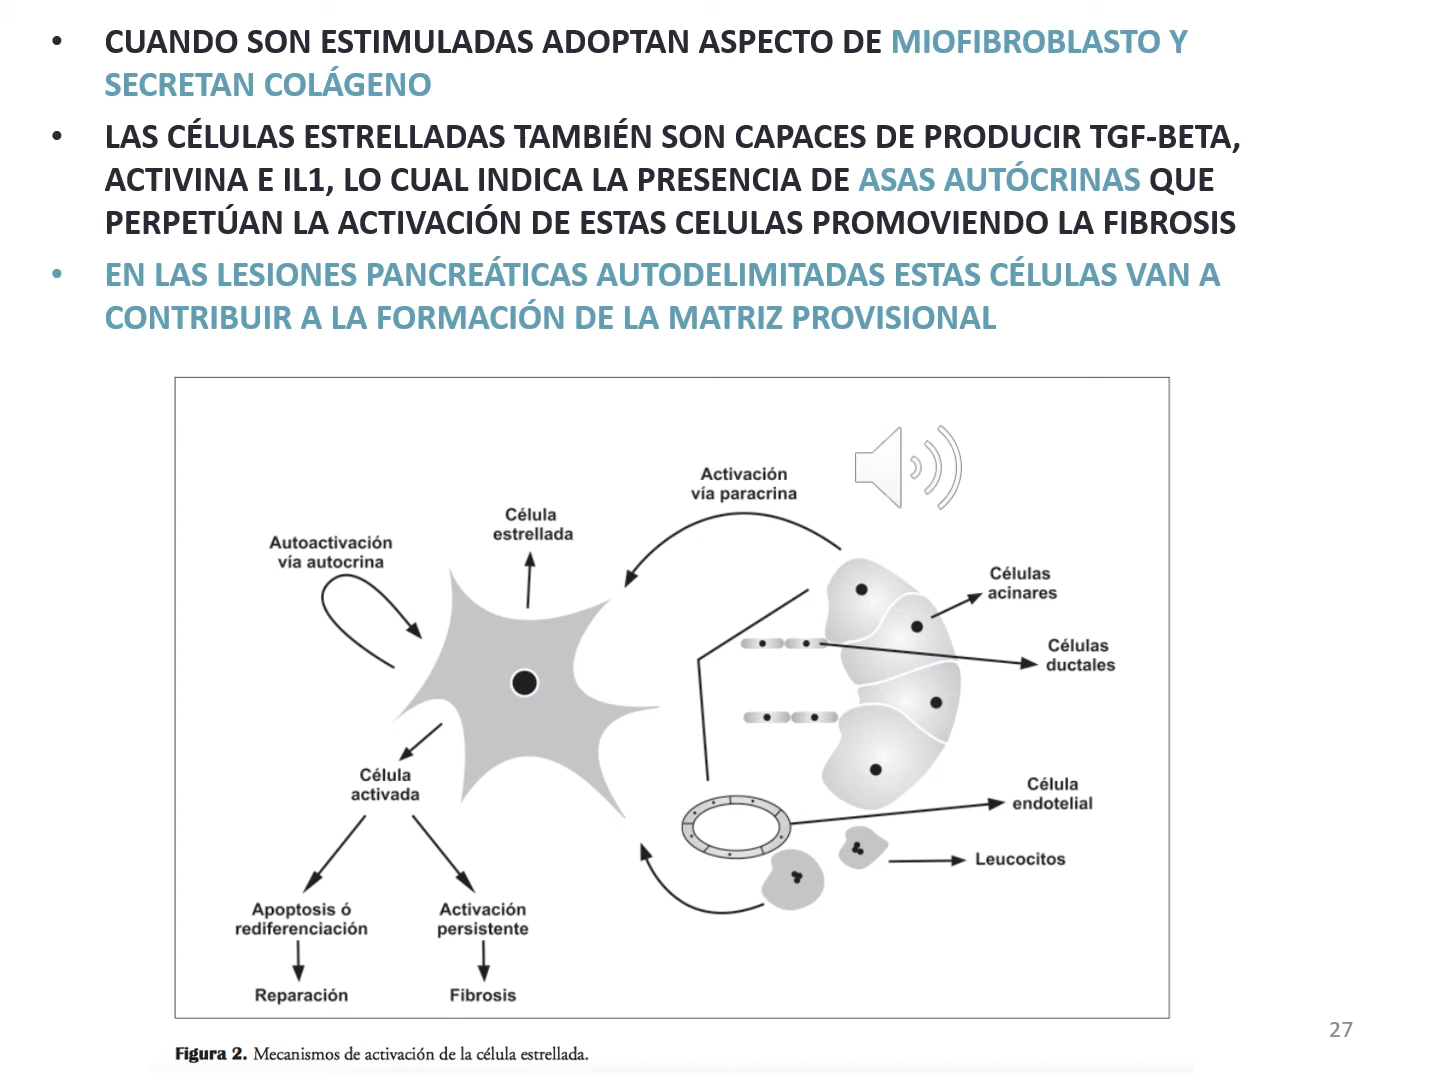 • CUANDO SON ESTIMULADAS ADOPTAN ASPECTO DE MIOFIBROBLASTO Y
SECRETAN COLÁGENO
• LAS CÉLULAS ESTRELLADAS TAMBIÉN SON CAPACES DE PRODUCIR TGF-BETA,
ACTIVINA E IL1, LO CUAL INDICA LA PRESENCIA DE ASAS AUTÓCRINAS QUE
PERPETÚAN LA ACTIVACIÓN DE ESTAS CELULAS PROMOVIENDO LA FIBROSIS
• EN LAS LESIONES PANCREÁTICAS AUTODELIMITADAS ESTAS CÉLULAS VAN A
CONTRIBUIR A LA FORMACIÓN DE LA MATRIZ PROVISIONAL
Activación
vía paracrina
Célula
estrellada
Autoactivación
vía autocrina
Células
acinares
Células
ductales
Célula
activada
Célula
endotelial
Leucocitos
Apoptosis ó
rediferenciación
Activación
persistente
Reparación
Fibrosis
27
Figura 2. Mecanismos de activación de la célula estrellada.